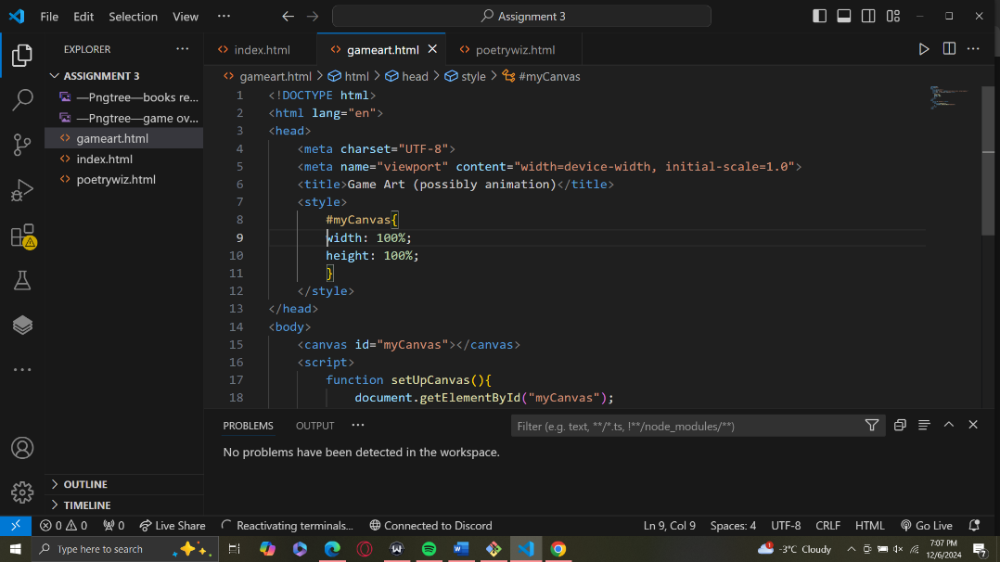 File Edit Selection View ··· Assignment 3
EXPLORER ···
ASSIGNMENT 3
—Pngtree—books re...
—Pngtree—game ov...
gameart.html
index.html
poetrywiz.html
OUTLINE
TIMELINE
index.html gameart.html poetrywiz.html
gameart.html > html > head > style > #myCanvas
1 <!DOCTYPE html>
2 <html lang="en">
3 <head>
4 <meta charset="UTF-8">
5 <meta name="viewport" content="width=device-width, initial-scale=1.0">
6 <title>Game Art (possibly animation)</title>
7 <style>
8 #myCanvas{
9 width: 100%;
10 height: 100%;
11 }
12 </style>
13 </head>
14 <body>
15 <canvas id="myCanvas"></canvas>
16 <script>
17 function setUpCanvas(){
18 document.getElementById("myCanvas");
PROBLEMS OUTPUT ··· Filter (e.g. text, **/*.ts, !**/node_modules/**)
No problems have been detected in the workspace.
0 0 0 Live Share Reactivating terminals... Connected to Discord Ln 9, Col 9 Spaces: 4 UTF-8 CRLF HTML Go Live
Type here to search -3°C Cloudy 7:07 PM
12/6/2024 7